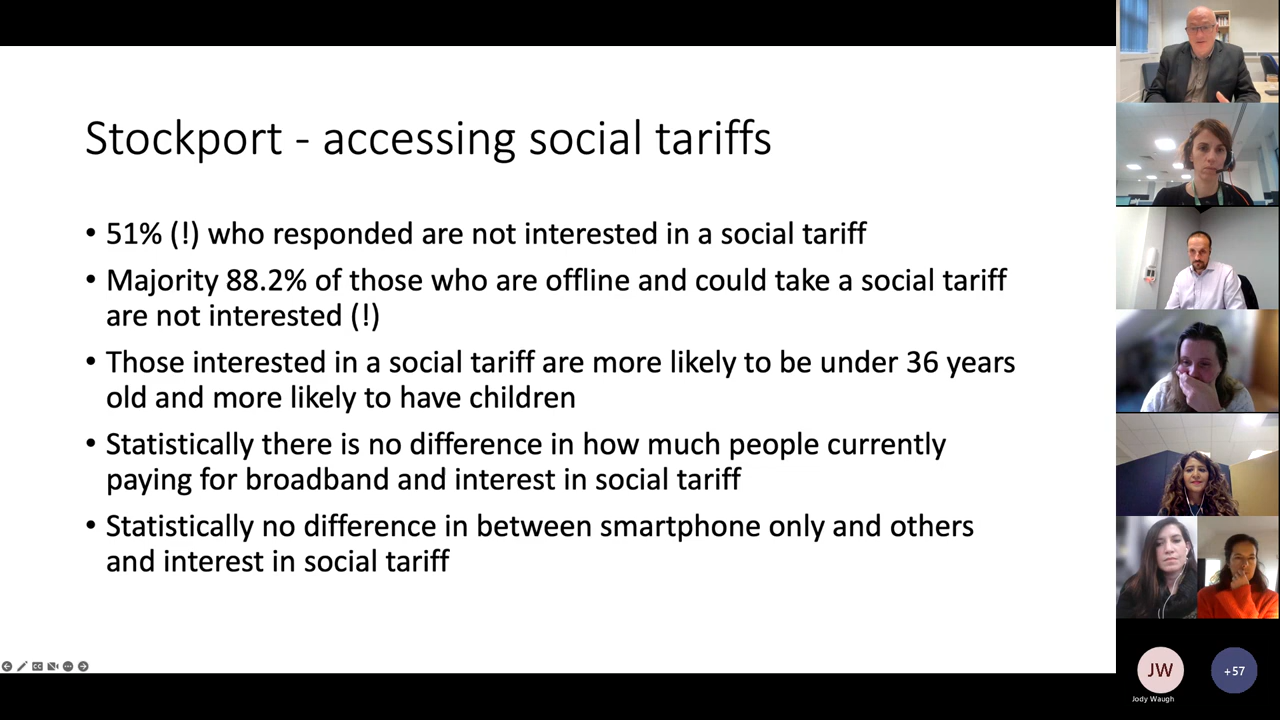 Stockport - accessing social tariffs
• 51% (!) who responded are not interested in a social tariff
• Majority 88.2% of those who are offline and could take a social tariff
are not interested (!)
• Those interested in a social tariff are more likely to be under 36 years
old and more likely to have children
• Statistically there is no difference in how much people currently
paying for broadband and interest in social tariff
• Statistically no difference in between smartphone only and others
and interest in social tariff
JW
+57
Jody Waugh